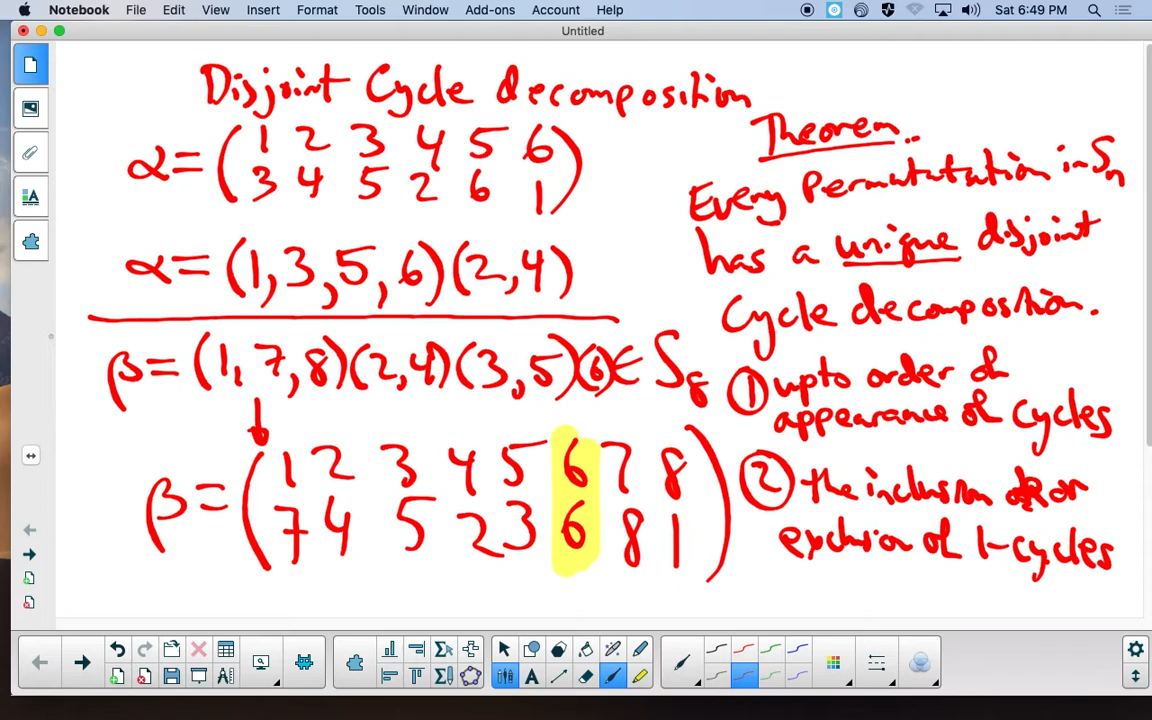 Notebook File Edit View Insert Format Tools Window Add-ons Account Help Sat 6:49 PM
Untitled
Disjoint Cycle decomposition
α= (1 2 3 4 5 6
3 4 5 2 6 1)
α= (1,3,5,6)(2,4)
β= (1,7,8)(2,4)(3,5)(6)∈ S8
β= (1 2 3 4 5 6 7 8
7 4 5 2 3 6 8 1)
Theorem..
Every Permutatution in Sn
has a unique disjoint
Cycle decomposition.
① upto order of
appearance of cycles
② the inclusion or
exclusion of 1-cycles